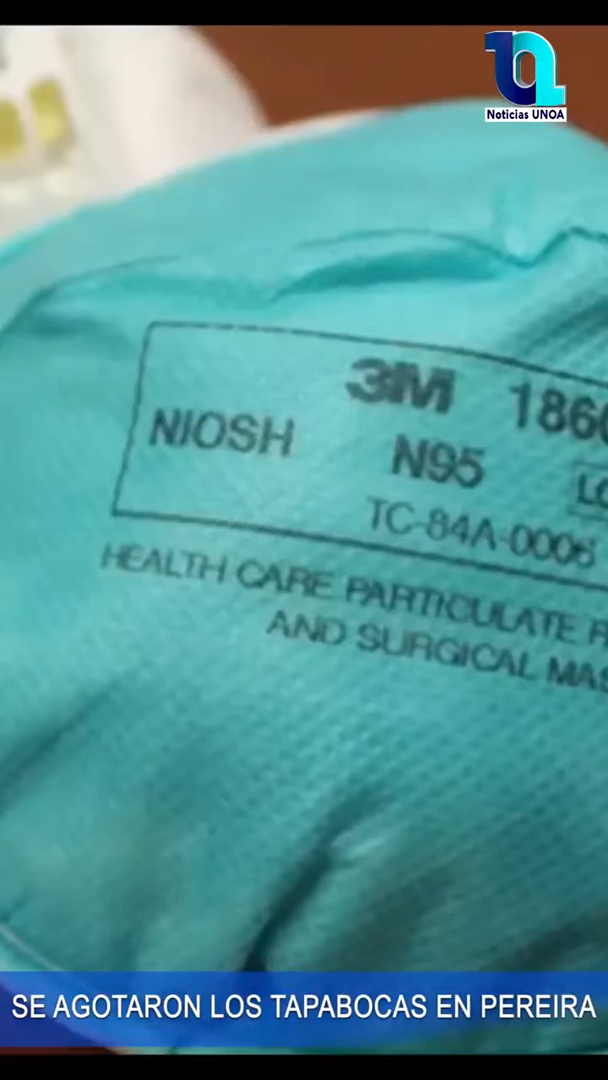 Noticias UNOA
3M 1860
NIOSH N95
TC-84A-0006
HEALTH CARE PARTICULATE
AND SURGICAL
SE AGOTARON LOS TAPABOCAS EN PEREIRA